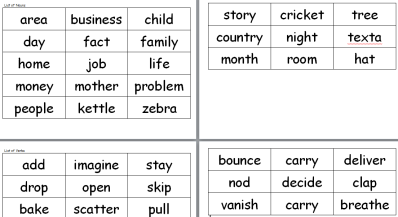 List of Nouns
area business child
day fact family
home job life
money mother problem
people kettle zebra
story cricket tree
country night texta
month room hat
List of Verbs
add imagine stay
drop open skip
bake scatter pull
bounce carry deliver
nod decide clap
vanish carry breathe